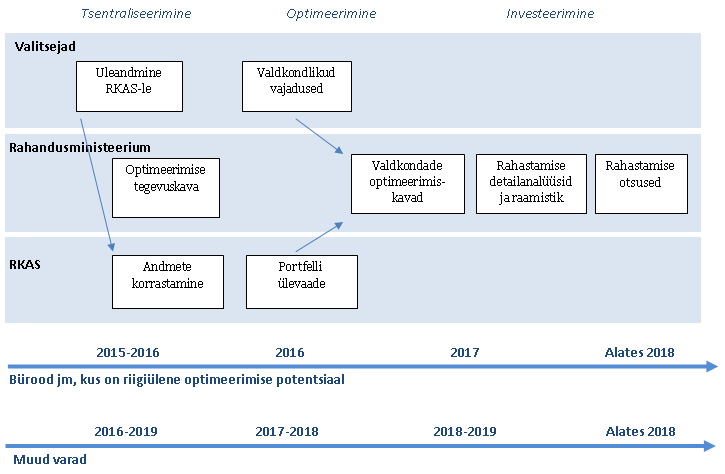 Tsentraliseerimine
Optimeerimine
Investeerimine
Valitsejad
Uleandmine
RKAS-le
Valdkondlikud
vajadused
Rahandusministeerium
Optimeerimise
tegevuskava
Valdkondade
optimeerimis-
kavad
Rahastamise
detailanalüüsid
ja raamistik
Rahastamise
otsused
RKAS
Andmete
korrastamine
Portfelli
ülevaade
2015-2016
2016
2017
Alates 2018
Bürood jm, kus on riigiülene optimeerimise potentsiaal
2016-2019
2017-2018
2018-2019
Alates 2018
Muud varad